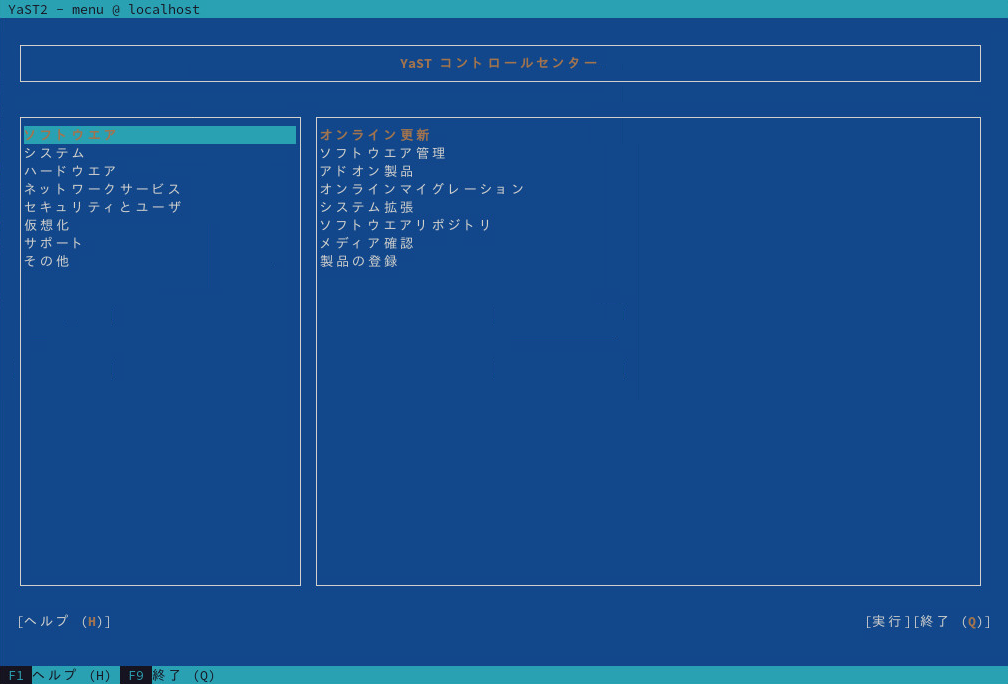 YaST2 - menu @ localhost
YaST コントロールセンター
ソフトウエア
システム
ハードウエア
ネットワークサービス
セキュリティとユーザ
仮想化
サポート
その他
オンライン更新
ソフトウエア管理
アドオン製品
オンラインマイグレーション
システム拡張
ソフトウエアリポジトリ
メディア確認
製品の登録
[ヘルプ (H)] [実行][終了 (Q)]
F1 ヘルプ (H) F9 終了 (Q)